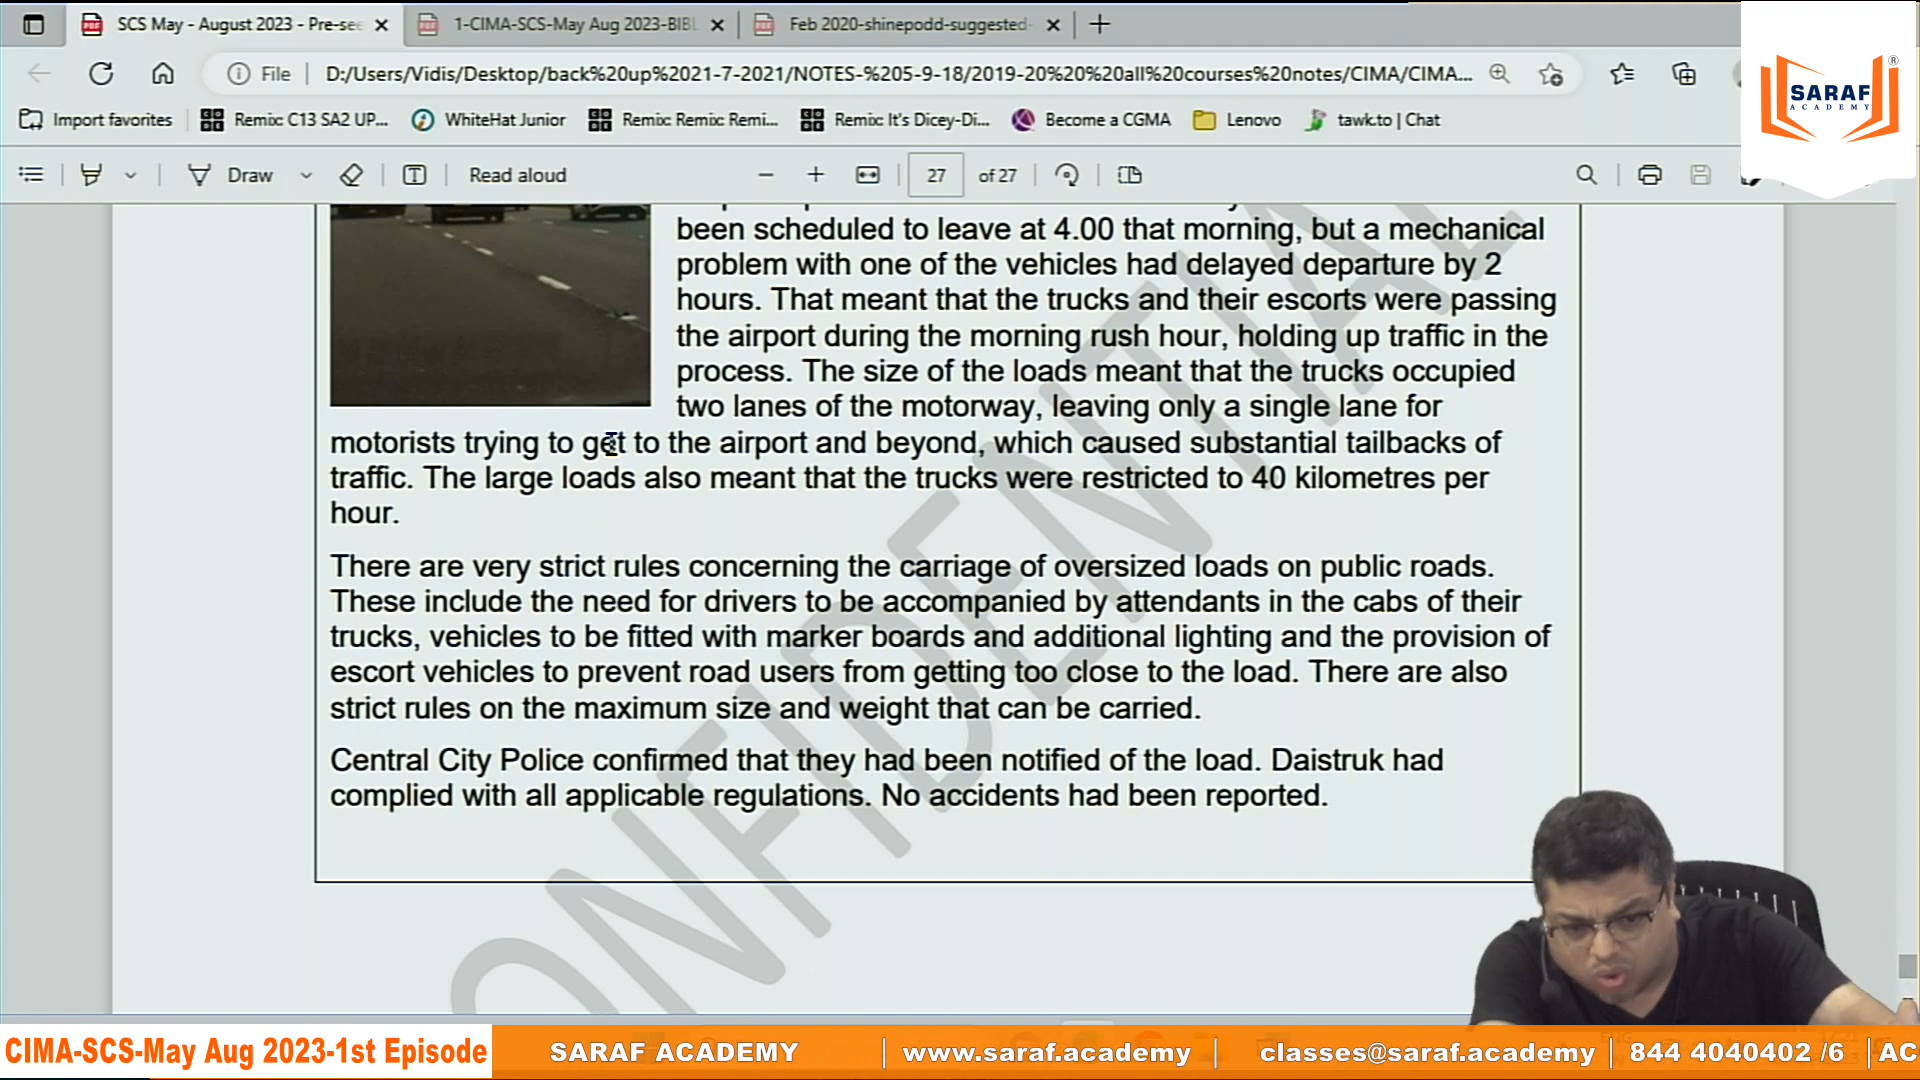 SCS May - August 2023 - Pre-see
1-CIMA-SCS-May Aug 2023-BIBL
Feb 2020-shinepodd-suggested-
File
D:/Users/Vidis/Desktop/back%20up%2021-7-2021/NOTES-%205-9-18/2019-20%20%20all%20courses%20notes/CIMA/CIMA...
SARAF
ACADEMY
®
Import favorites
Remix C13 SA2 UP...
WhiteHat Junior
Remix Remix Remi...
Remix It's Dicey-Di...
Become a CGMA
Lenovo
tawk.to | Chat
Draw
Read aloud
27
of 27
been scheduled to leave at 4.00 that morning, but a mechanical
problem with one of the vehicles had delayed departure by 2
hours. That meant that the trucks and their escorts were passing
the airport during the morning rush hour, holding up traffic in the
process. The size of the loads meant that the trucks occupied
two lanes of the motorway, leaving only a single lane for
motorists trying to get to the airport and beyond, which caused substantial tailbacks of
traffic. The large loads also meant that the trucks were restricted to 40 kilometres per
hour.
There are very strict rules concerning the carriage of oversized loads on public roads.
These include the need for drivers to be accompanied by attendants in the cabs of their
trucks, vehicles to be fitted with marker boards and additional lighting and the provision of
escort vehicles to prevent road users from getting too close to the load. There are also
strict rules on the maximum size and weight that can be carried.
Central City Police confirmed that they had been notified of the load. Daistruk had
complied with all applicable regulations. No accidents had been reported.
CONFIDENTIAL
CIMA-SCS-May Aug 2023-1st Episode
SARAF ACADEMY | www.saraf.academy | classes@saraf.academy | 844 4040402 /6 | AC